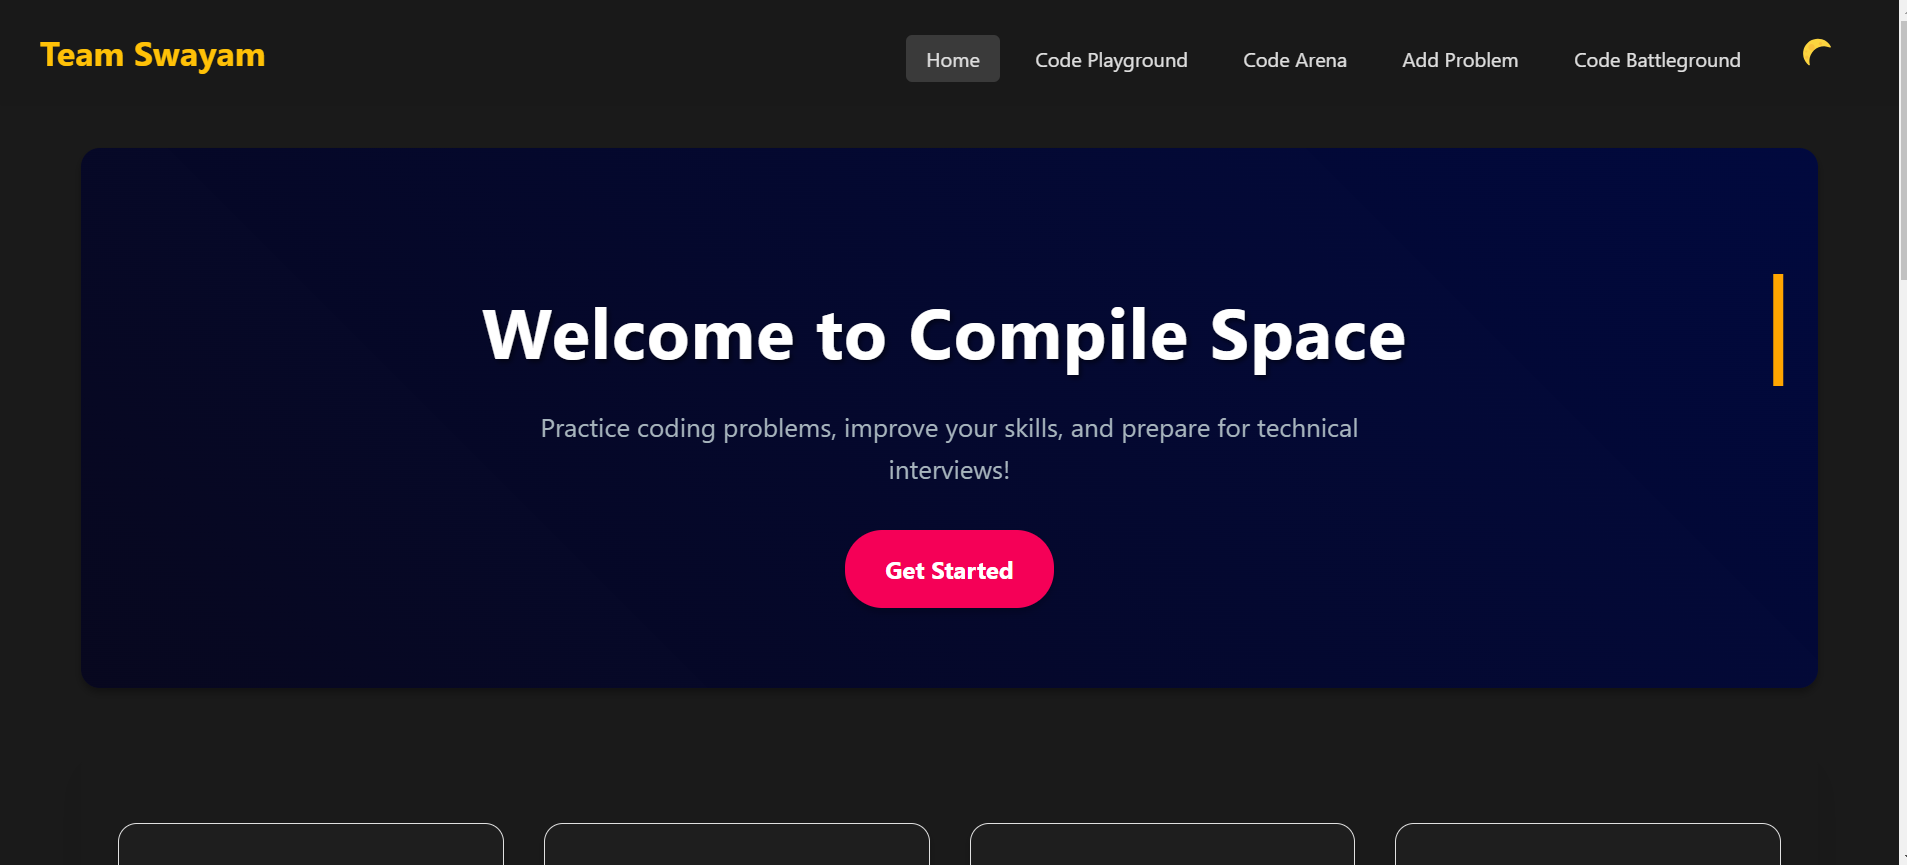 Team Swayam
Home
Code Playground
Code Arena
Add Problem
Code Battleground
Welcome to Compile Space
Practice coding problems, improve your skills, and prepare for technical
interviews!
Get Started